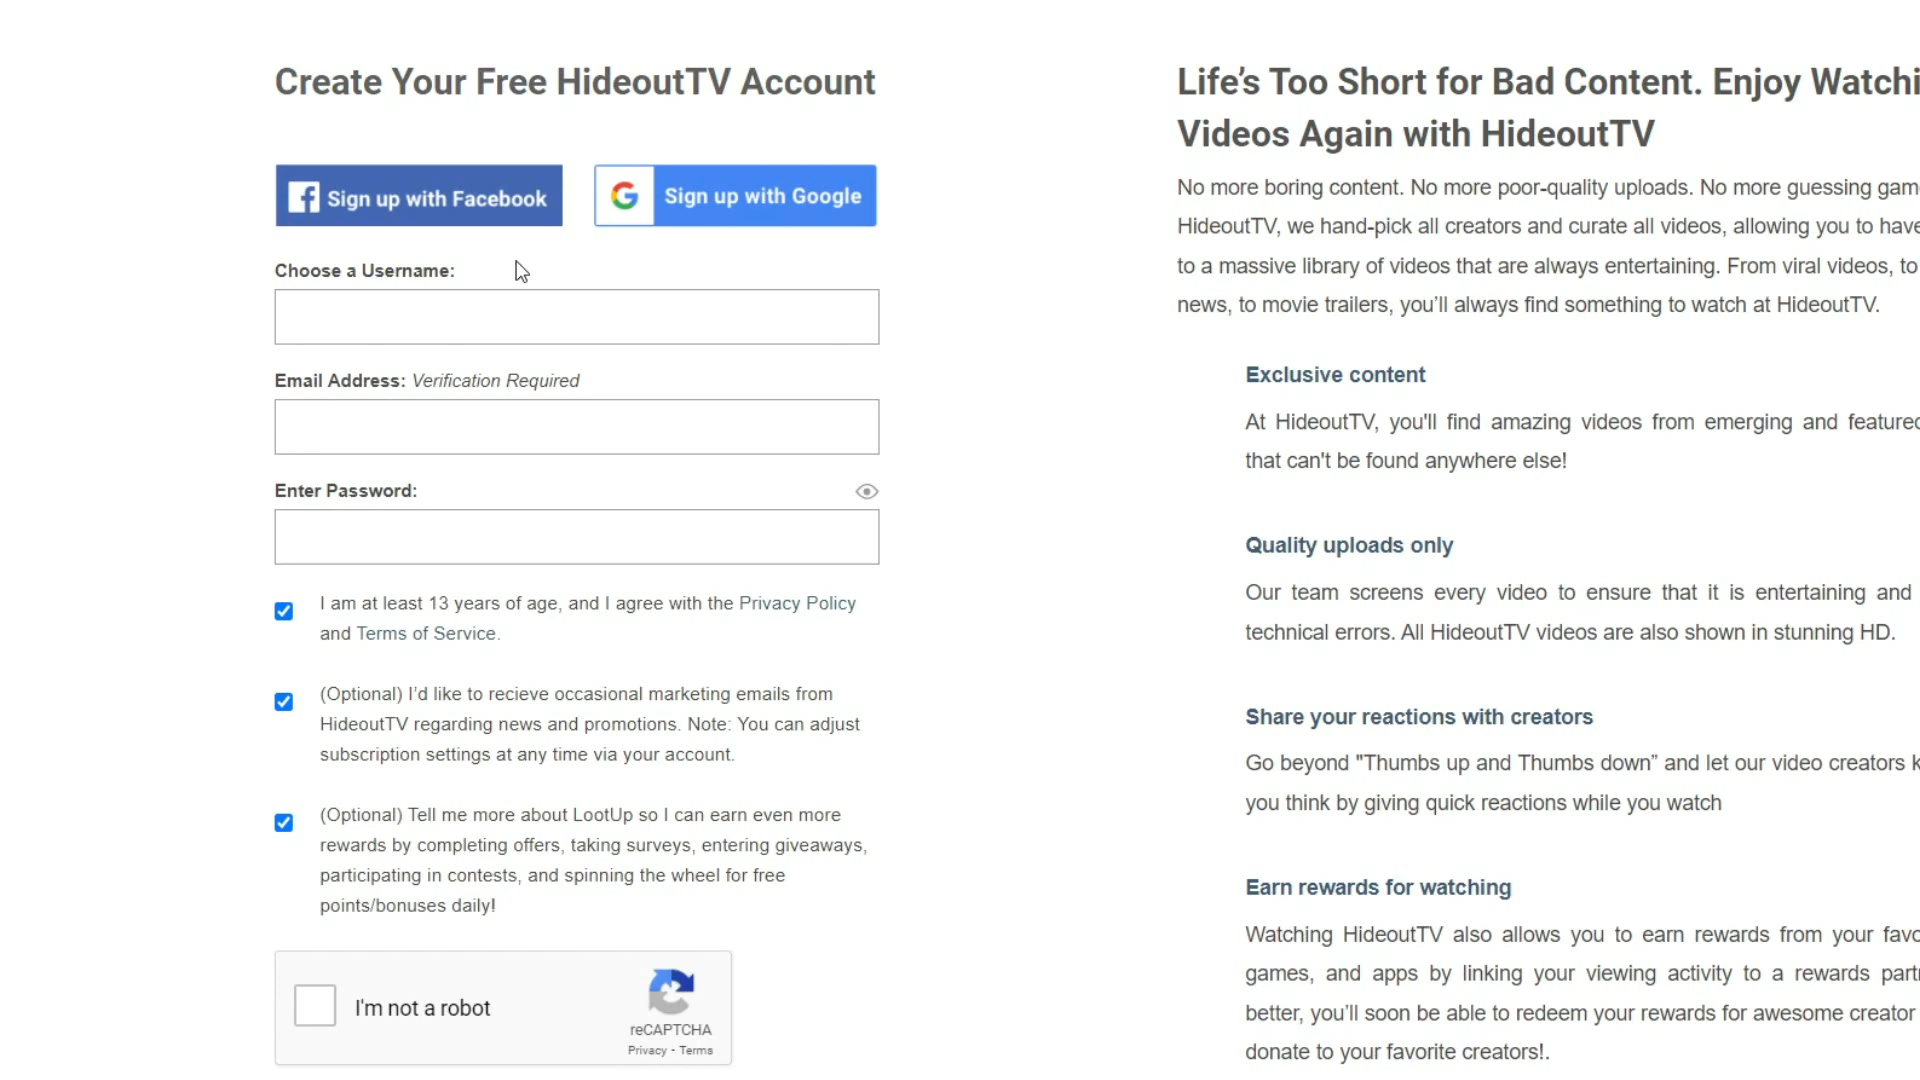 Create Your Free HideoutTV Account
Sign up with Facebook
Sign up with Google
Choose a Username:
Email Address: Verification Required
Enter Password:
I am at least 13 years of age, and I agree with the Privacy Policy
and Terms of Service.
(Optional) I’d like to recieve occasional marketing emails from
HideoutTV regarding news and promotions. Note: You can adjust
subscription settings at any time via your account.
(Optional) Tell me more about LootUp so I can earn even more
rewards by completing offers, taking surveys, entering giveaways,
participating in contests, and spinning the wheel for free
points/bonuses daily!
I'm not a robot
reCAPTCHA
Privacy - Terms
Life’s Too Short for Bad Content. Enjoy Watchi
Videos Again with HideoutTV
No more boring content. No more poor-quality uploads. No more guessing gam
HideoutTV, we hand-pick all creators and curate all videos, allowing you to have
to a massive library of videos that are always entertaining. From viral videos, to
news, to movie trailers, you’ll always find something to watch at HideoutTV.
Exclusive content
At HideoutTV, you'll find amazing videos from emerging and featured
that can't be found anywhere else!
Quality uploads only
Our team screens every video to ensure that it is entertaining and
technical errors. All HideoutTV videos are also shown in stunning HD.
Share your reactions with creators
Go beyond "Thumbs up and Thumbs down” and let our video creators k
you think by giving quick reactions while you watch
Earn rewards for watching
Watching HideoutTV also allows you to earn rewards from your favo
games, and apps by linking your viewing activity to a rewards partn
better, you’ll soon be able to redeem your rewards for awesome creator
donate to your favorite creators!.